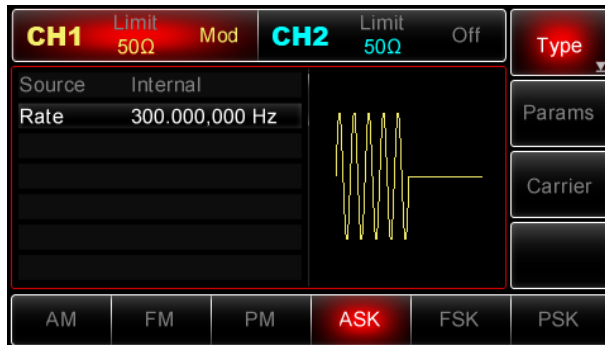 CH1 Limit 50Ω Mod CH2 Limit 50Ω Off
Type
Source Internal
Rate 300.000,000 Hz
Params
Carrier
AM FM PM ASK FSK PSK